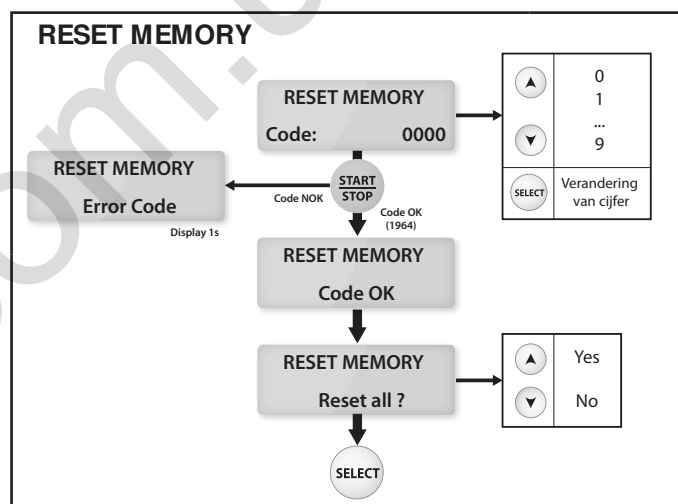 RESET MEMORY
RESET MEMORY
Code: 0000
0
1
...
9
SELECT
Verandering
van cijfer
START
STOP
Code NOK
RESET MEMORY
Error Code
Display 1s
Code OK
(1964)
RESET MEMORY
Code OK
RESET MEMORY
Reset all ?
Yes
No
SELECT